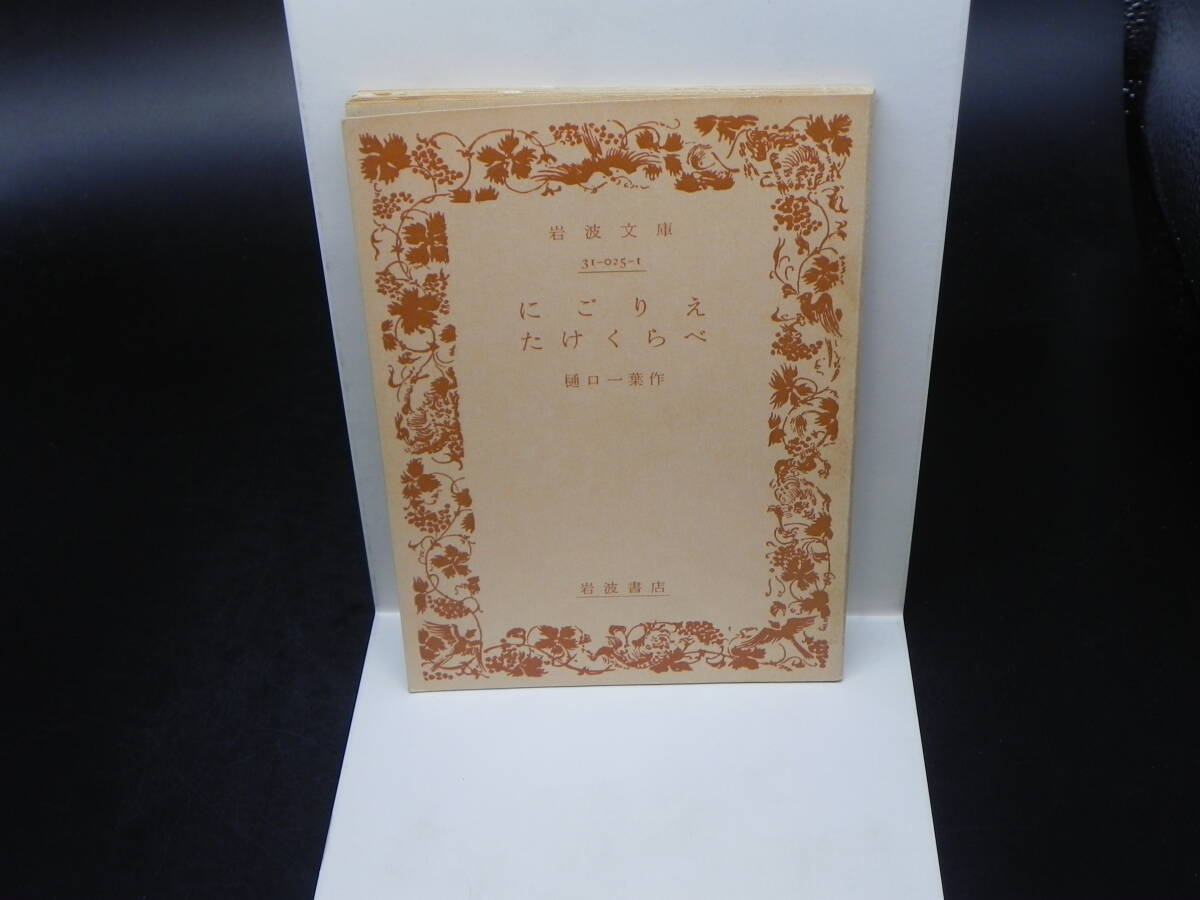 岩波文庫
31-025-1
にごりえ
たけくらべ
樋口一葉作
岩波書店